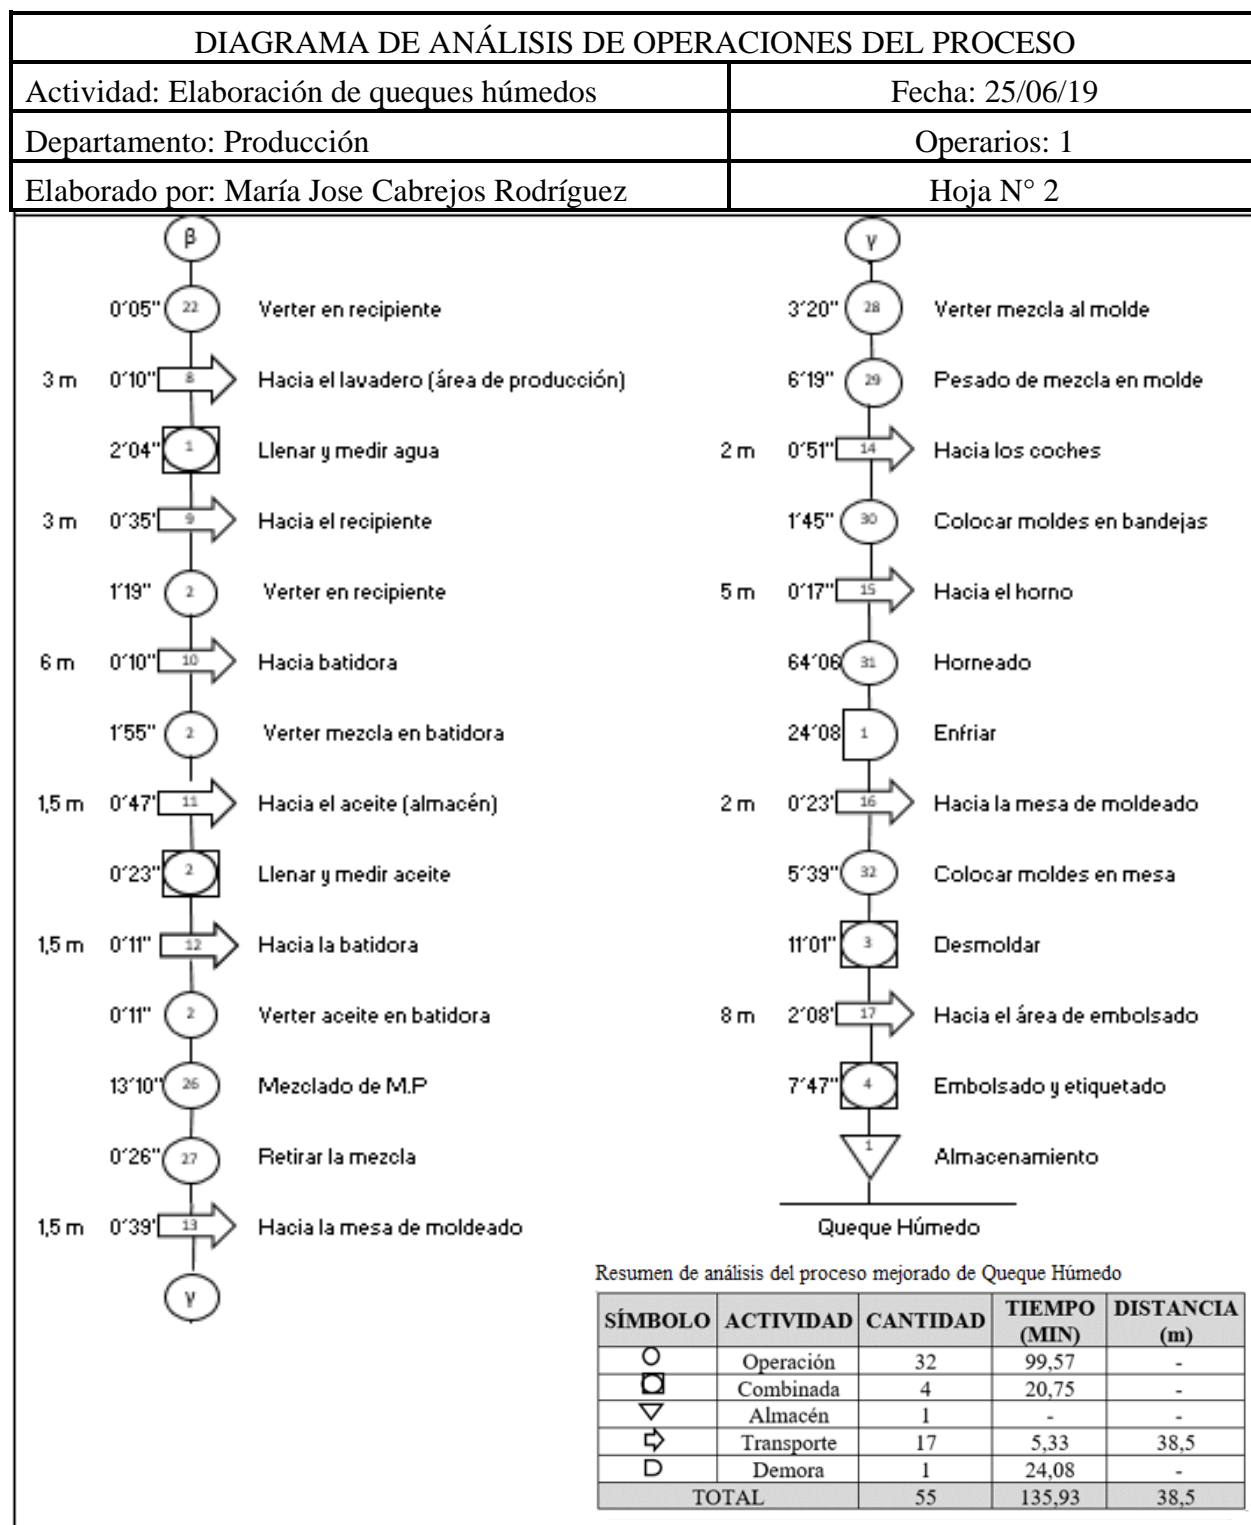 DIAGRAMA DE ANÁLISIS DE OPERACIONES DEL PROCESO
Actividad: Elaboración de queques húmedos
Fecha: 25/06/19
Departamento: Producción
Operarios: 1
Elaborado por: María Jose Cabrejos Rodríguez
Hoja N° 2
β
0´05" 22 Verter en recipiente
3 m 0´10" 8 Hacia el lavadero (área de producción)
2´04" 1 Llenar y medir agua
3 m 0´35' 9 Hacia el recipiente
1´19" 2 Verter en recipiente
6 m 0´10" 10 Hacia batidora
1´55" 2 Verter mezcla en batidora
1,5 m 0´47' 11 Hacia el aceite (almacén)
0´23" 2 Llenar y medir aceite
1,5 m 0´11" 12 Hacia la batidora
0´11" 2 Verter aceite en batidora
13´10" 26 Mezclado de M.P
0´26" 27 Retirar la mezcla
1,5 m 0´39' 13 Hacia la mesa de moldeado
γ
γ
3´20" 28 Verter mezcla al molde
6´19" 29 Pesado de mezcla en molde
2 m 0´51" 14 Hacia los coches
1´45" 30 Colocar moldes en bandejas
5 m 0´17" 15 Hacia el horno
64´06 31 Horneado
24´08 1 Enfriar
2 m 0´23' 16 Hacia la mesa de moldeado
5´39" 32 Colocar moldes en mesa
11´01" 3 Desmoldar
8 m 2´08' 17 Hacia el área de embolsado
7´47" 4 Embolsado y etiquetado
1 Almacenamiento
Queque Húmedo
Resumen de análisis del proceso mejorado de Queque Húmedo
SÍMBOLO ACTIVIDAD CANTIDAD TIEMPO (MIN) DISTANCIA (m)
Operación 32 99,57 -
Combinada 4 20,75 -
Almacén 1 - -
Transporte 17 5,33 38,5
Demora 1 24,08 -
TOTAL 55 135,93 38,5